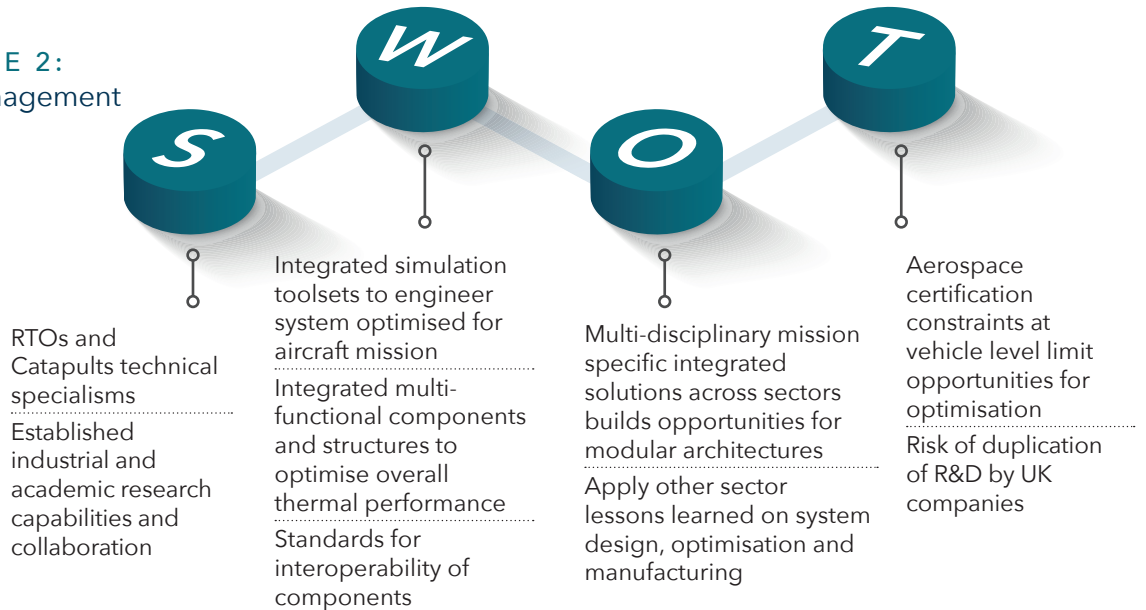 E 2:
nagement
S
W
O
T
RTOs and
Catapults technical
specialisms
Established
industrial and
academic research
capabilities and
collaboration
Integrated simulation
toolsets to engineer
system optimised for
aircraft mission
Integrated multi-
functional components
and structures to
optimise overall
thermal performance
Standards for
interoperability of
components
Multi-disciplinary mission
specific integrated
solutions across sectors
builds opportunities for
modular architectures
Apply other sector
lessons learned on system
design, optimisation and
manufacturing
Aerospace
certification
constraints at
vehicle level limit
opportunities for
optimisation
Risk of duplication
of R&D by UK
companies